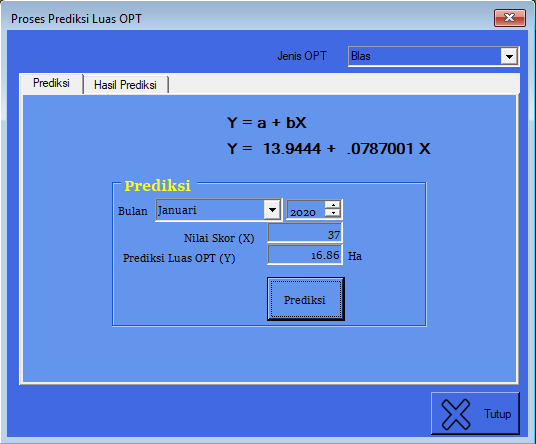 Proses Prediksi Luas OPT
Jenis OPT Blas
Prediksi Hasil Prediksi
Y = a + bX
Y = 13.9444 + .0787001 X
Prediksi
Bulan Januari 2020
Nilai Skor (X) 37
Prediksi Luas OPT (Y) 16.86 Ha
Prediksi
Tutup